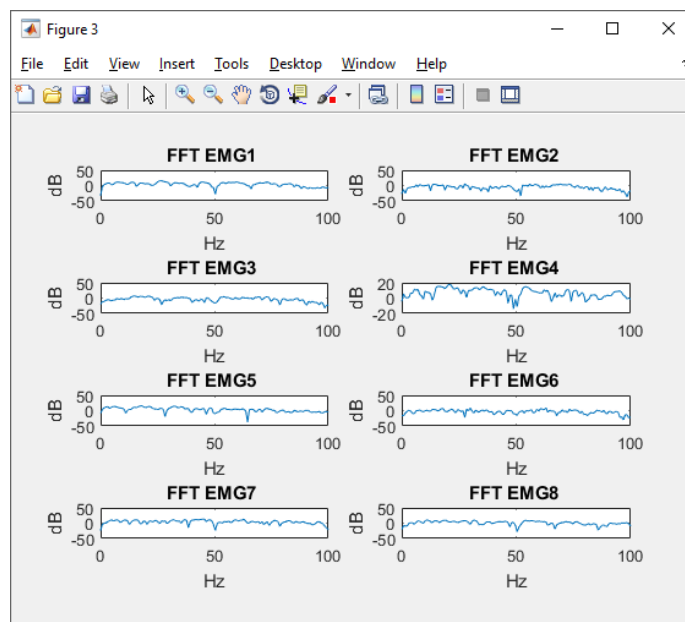 Figure 3
File Edit View Insert Tools Desktop Window Help
FFT EMG1
50
0
-50
dB
0 50 100
Hz
FFT EMG2
50
0
-50
dB
0 50 100
Hz
FFT EMG3
50
0
-50
dB
0 50 100
Hz
FFT EMG4
20
0
-20
dB
0 50 100
Hz
FFT EMG5
50
0
-50
dB
0 50 100
Hz
FFT EMG6
50
0
-50
dB
0 50 100
Hz
FFT EMG7
50
0
-50
dB
0 50 100
Hz
FFT EMG8
50
0
-50
dB
0 50 100
Hz